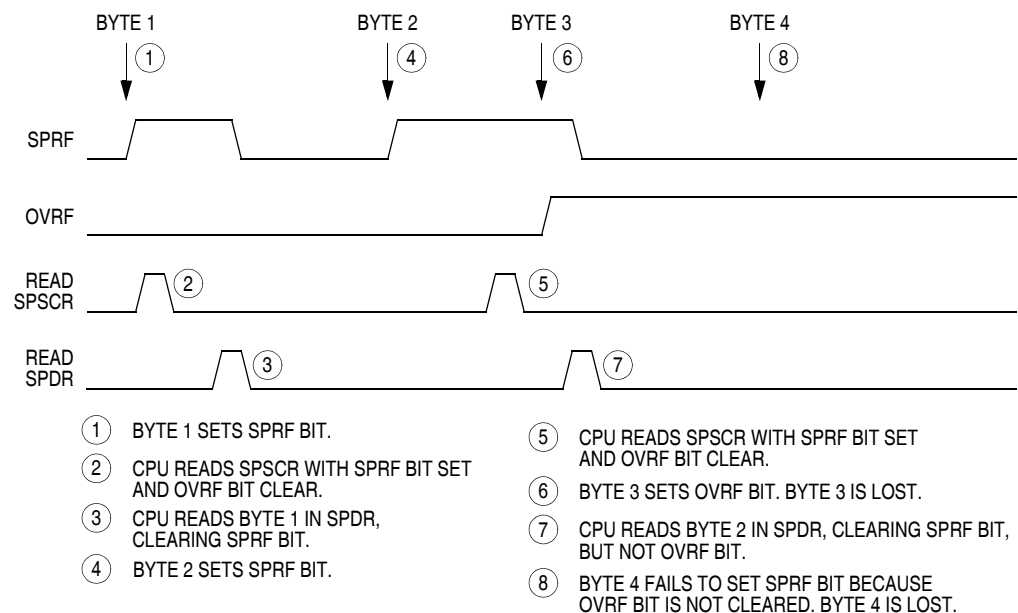 BYTE 1
BYTE 2
BYTE 3
BYTE 4
1
4
6
8
SPRF
OVRF
READ
SPSCR
2
5
READ
SPDR
3
7
1 BYTE 1 SETS SPRF BIT.
2 CPU READS SPSCR WITH SPRF BIT SET
AND OVRF BIT CLEAR.
3 CPU READS BYTE 1 IN SPDR,
CLEARING SPRF BIT.
4 BYTE 2 SETS SPRF BIT.
5 CPU READS SPSCR WITH SPRF BIT SET
AND OVRF BIT CLEAR.
6 BYTE 3 SETS OVRF BIT. BYTE 3 IS LOST.
7 CPU READS BYTE 2 IN SPDR, CLEARING SPRF BIT,
BUT NOT OVRF BIT.
8 BYTE 4 FAILS TO SET SPRF BIT BECAUSE
OVRF BIT IS NOT CLEARED. BYTE 4 IS LOST.